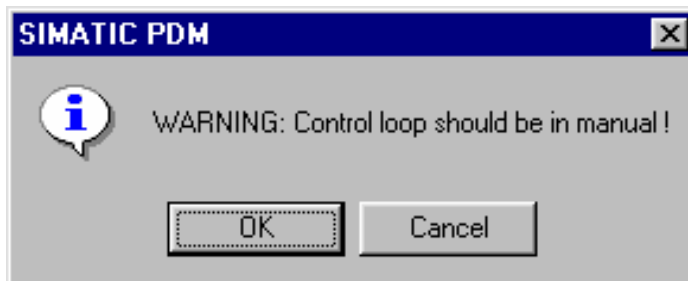 SIMATIC PDM
WARNING: Control loop should be in manual !
OK
Cancel